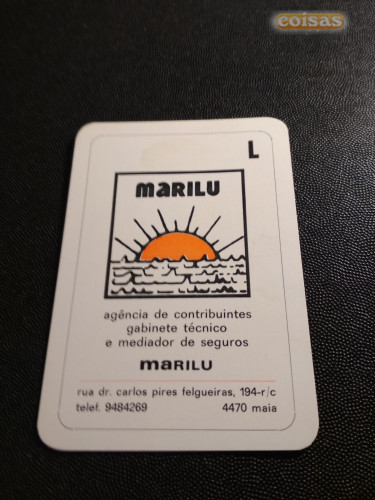 coisas
L
maRILU
agência de contribuintes
gabinete técnico
e mediador de seguros
maRILU
rua dr. carlos pires felgueiras, 194-r/c
telef. 9484269 4470 maia